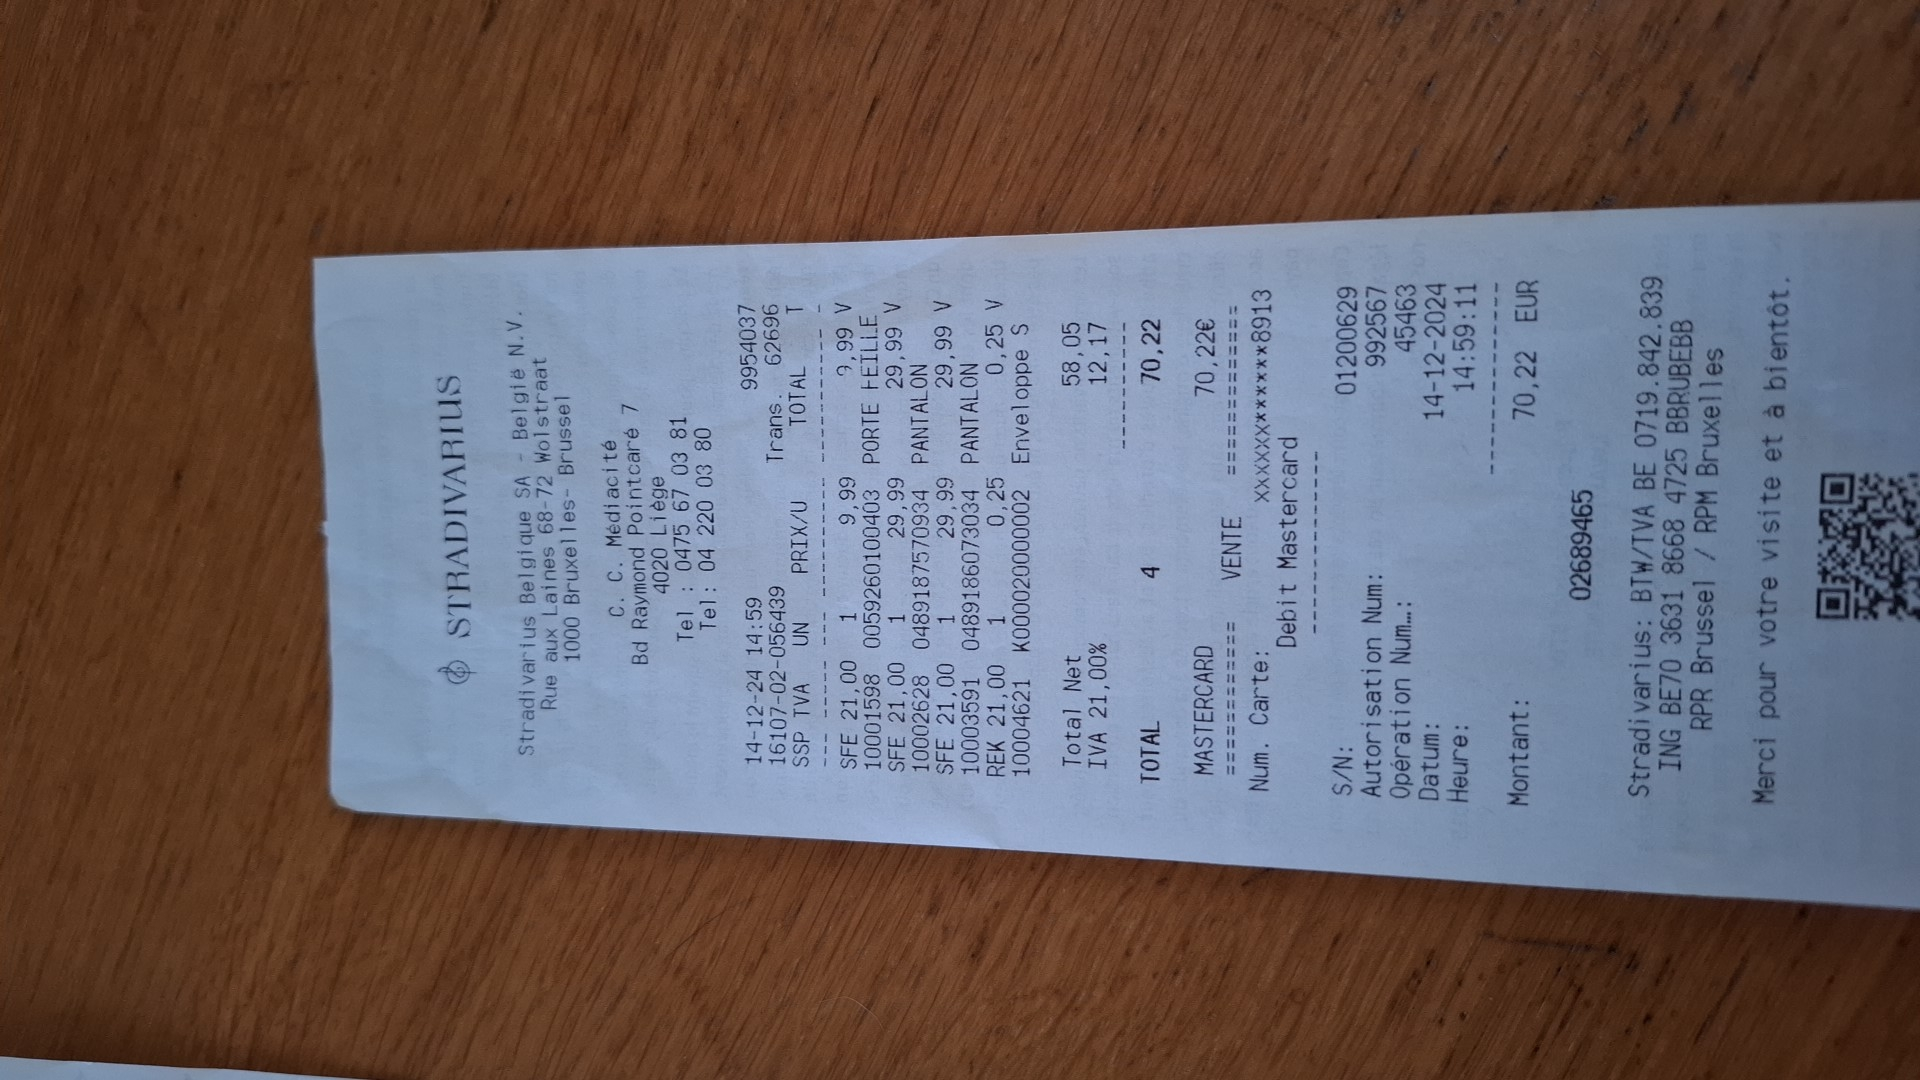 STRADIVARIUS
Stradivarius Belgique SA - België N.V.
Rue aux Laines 68-72 Wolstraat
1000 Bruxelles- Brussel
C. C. Médiacité
Bd Raymond Pointcaré 7
4020 Liège
Tel : 0475 67 03 81
Tel: 04 220 03 80
14-12-24 14:59 9954037
16107-02-056439 Trans. 62696
SSP TVA UN PRIX/U TOTAL T
--- ----- --- --------- ---------- -
SFE 21,00 1 9,99 9,99 V
10001598 0059260100403 PORTE FEILLE
SFE 21,00 1 29,99 29,99 V
10002628 0489187570934 PANTALON
SFE 21,00 1 29,99 29,99 V
10003591 0489186073034 PANTALON
REK 21,00 1 0,25 0,25 V
10004621 K000020000002 Enveloppe S
Total Net 58,05
IVA 21,00% 12,17
----------
TOTAL 4 70,22
MASTERCARD 70,22€
============ VENTE =============
Num. Carte: XXXXXXX*********8913
Debit Mastercard
--------------
S/N: 01200629
Autorisation Num: 992567
Opération Num…: 45463
Datum: 14-12-2024
Heure: 14:59:11
---------------
Montant: 70,22 EUR
02689465
Stradivarius: BTW/TVA BE 0719.842.839
ING BE70 3631 8668 4725 BBRUBEBB
RPR Brussel / RPM Bruxelles
Merci pour votre visite et à bientôt.